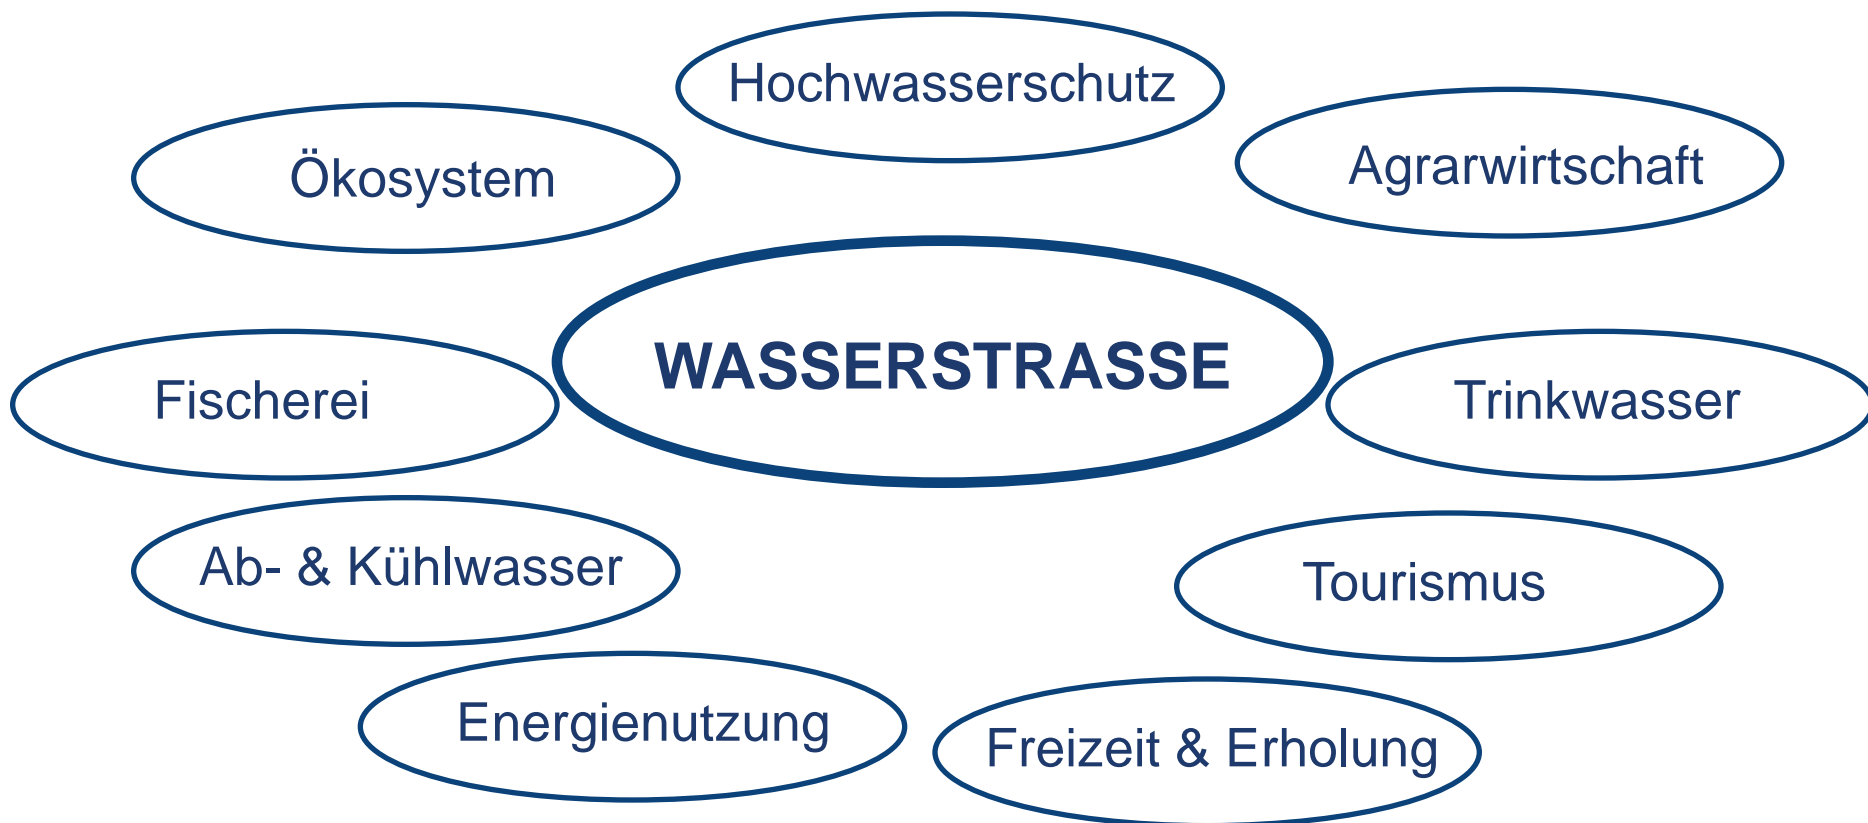 Hochwasserschutz
Ökosystem
Agrarwirtschaft
WASSERSTRASSE
Fischerei
Trinkwasser
Ab- & Kühlwasser
Tourismus
Energienutzung
Freizeit & Erholung